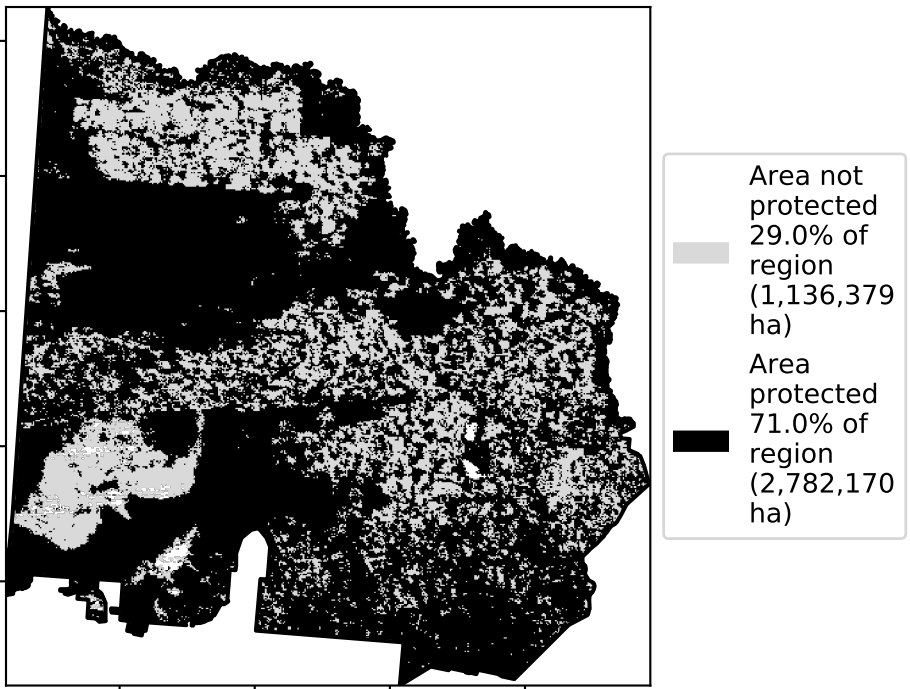 Area not
protected
29.0% of
region
(1,136,379
ha)
Area
protected
71.0% of
region
(2,782,170
ha)